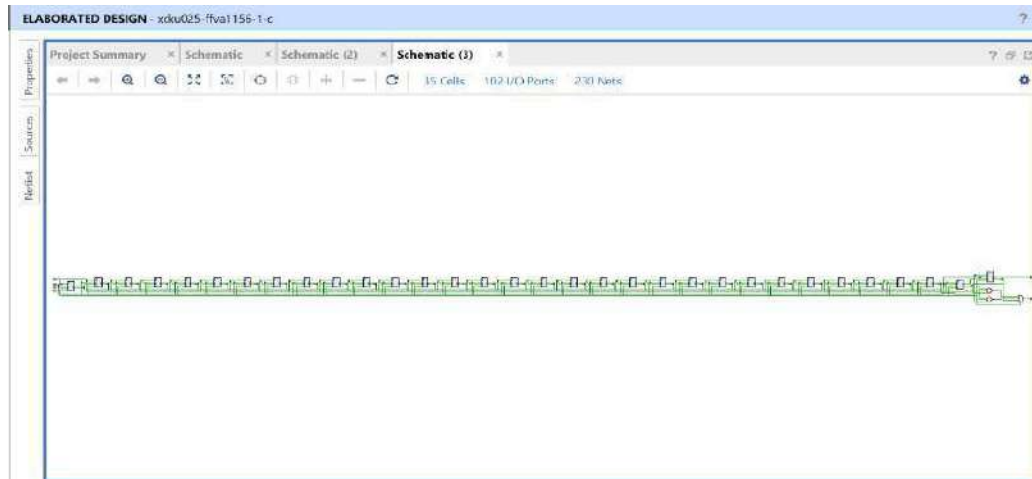 ELABORATED DESIGN - xcku025-ffva1156-1-c
?
Properties
Sources
Netlist
Project Summary × Schematic × Schematic (2) × Schematic (3) ×
?
35 Cells 102 I/O Ports 230 Nets